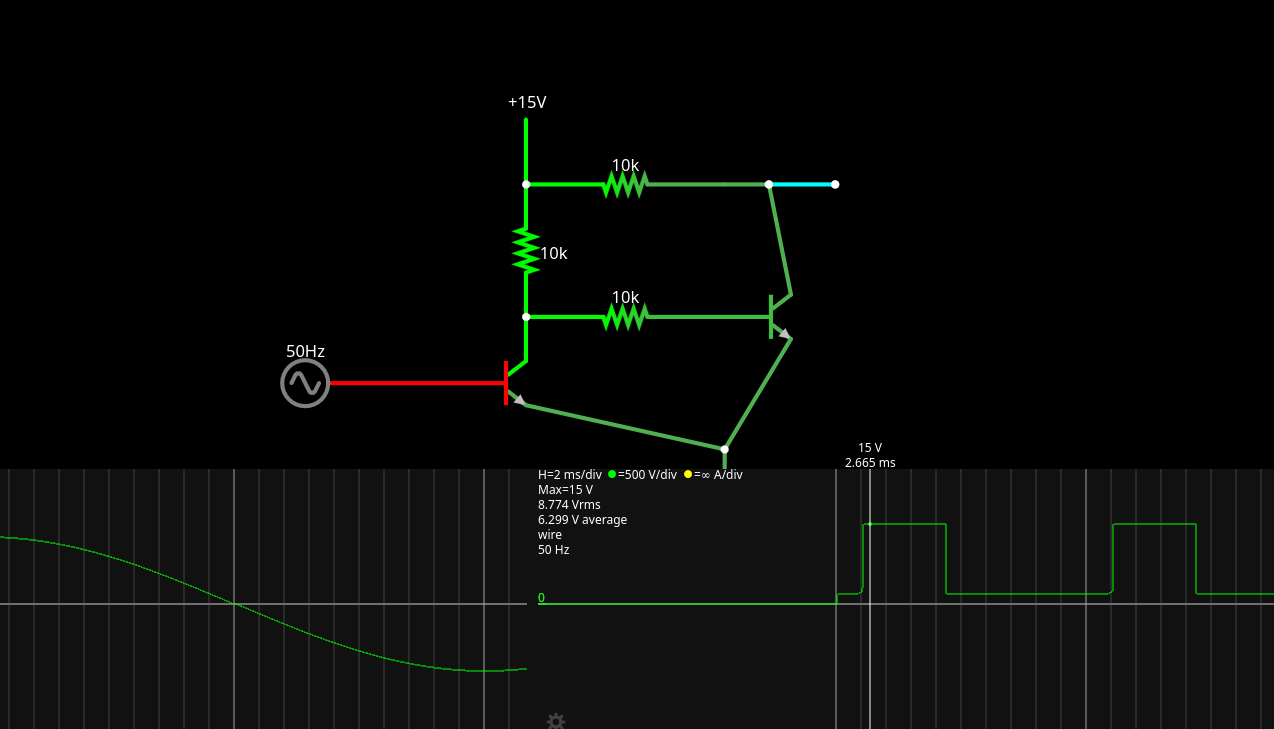 +15V
10k
10k
10k
50Hz
15 V
2.665 ms
H=2 ms/div =500 V/div =∞ A/div
Max=15 V
8.774 Vrms
6.299 V average
wire
50 Hz
0